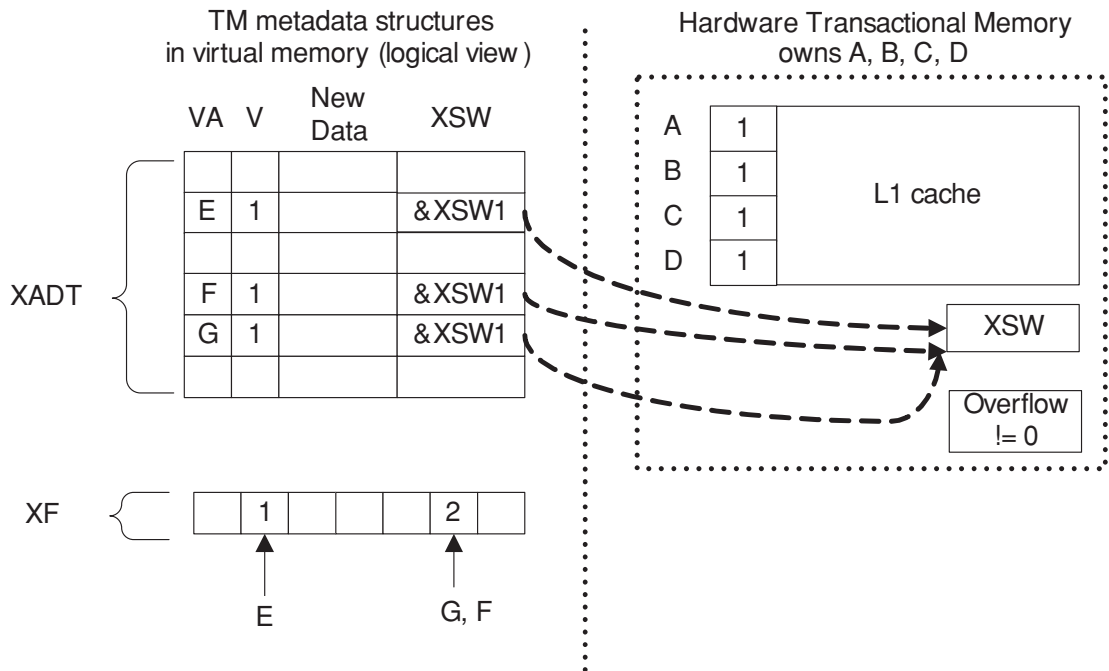 TM metadata structures
in virtual memory (logical view)
Hardware Transactional Memory
owns A, B, C, D
VA V New Data XSW
A 1
B 1
C 1
D 1
L1 cache
XADT
E 1 &XSW1
F 1 &XSW1
G 1 &XSW1
XSW
Overflow
!= 0
XF
1 2
E G, F